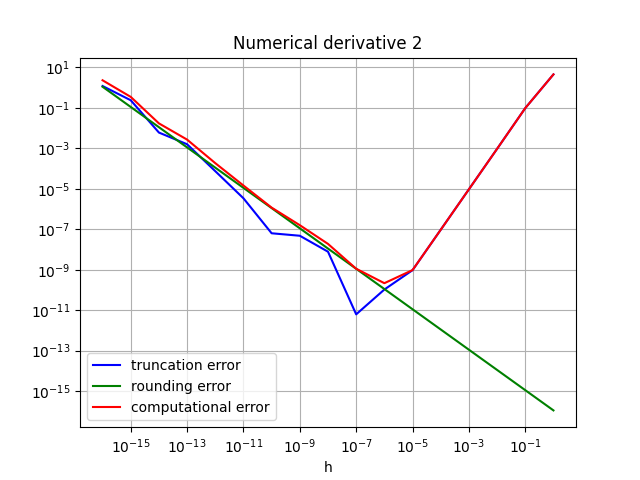 Numerical derivative 2
10¹
10⁻¹
10⁻³
10⁻⁵
10⁻⁷
10⁻⁹
10⁻¹¹
10⁻¹³
10⁻¹⁵
truncation error
rounding error
computational error
10⁻¹⁵ 10⁻¹³ 10⁻¹¹ 10⁻⁹ 10⁻⁷ 10⁻⁵ 10⁻³ 10⁻¹
h